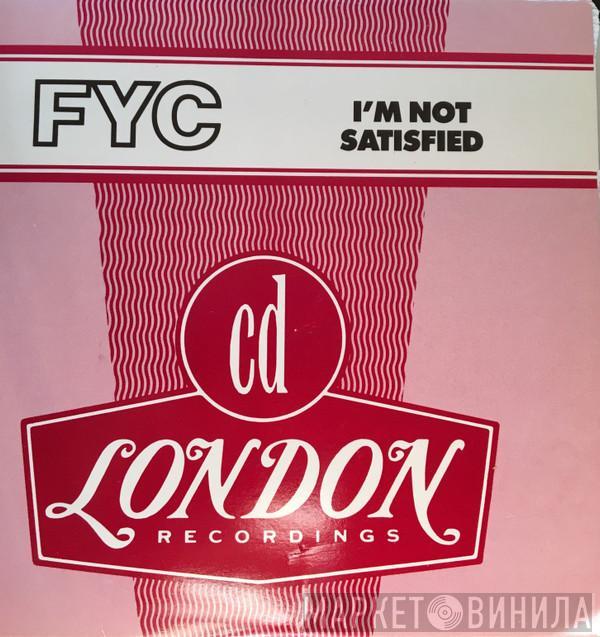 FYC
I'M NOT
SATISFIED
cd
LONDON
RECORDINGS
МАРКЕТ ВИНИЛА